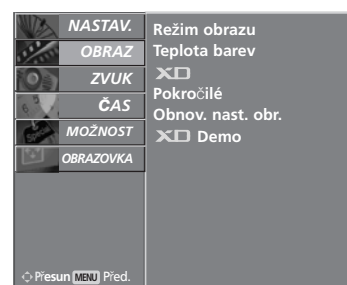 NASTAV.
OBRAZ
ZVUK
ČAS
MOŽNOST
OBRAZOVKA
Přesun MENU Před.
Režim obrazu
Teplota barev
XD
Pokročilé
Obnov. nast. obr.
XD Demo